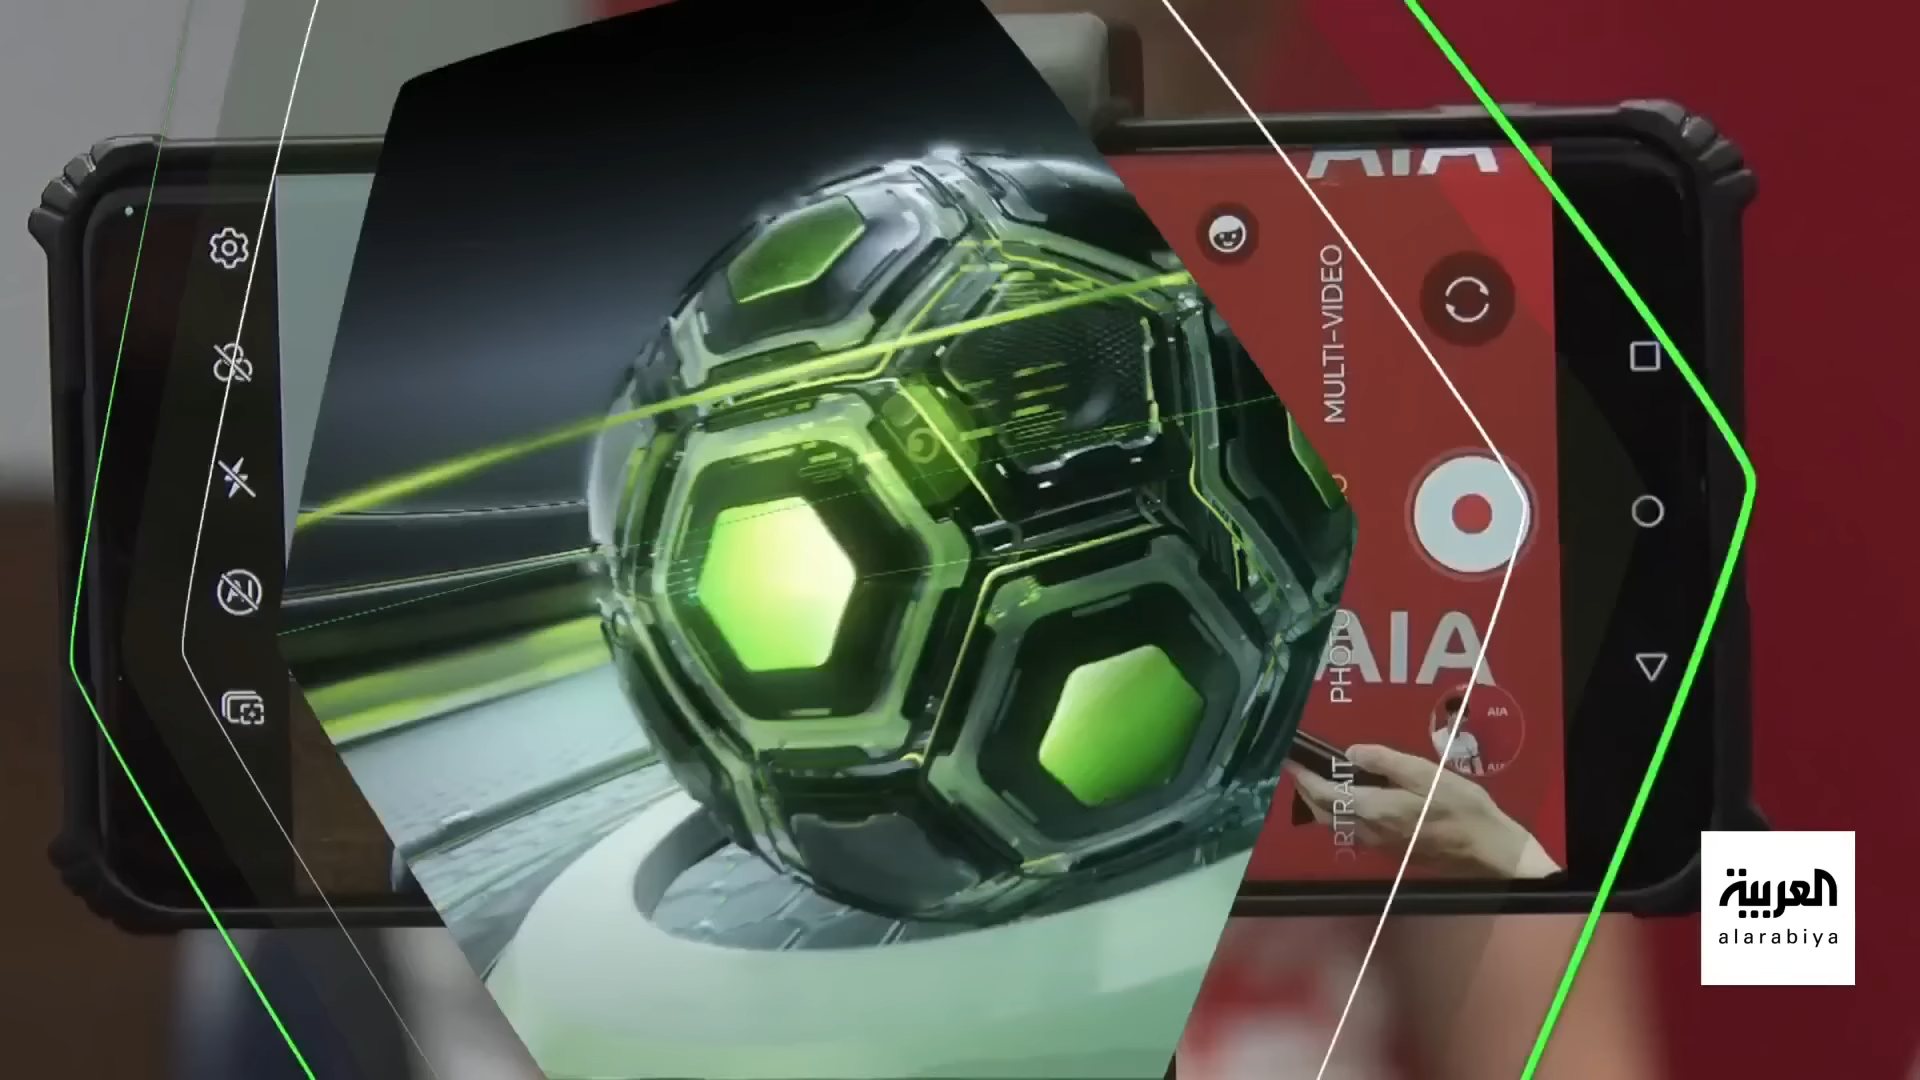 AIA
MULTI-VIDEO
PHOTO
AIA
AIA
العربية
alarabiya